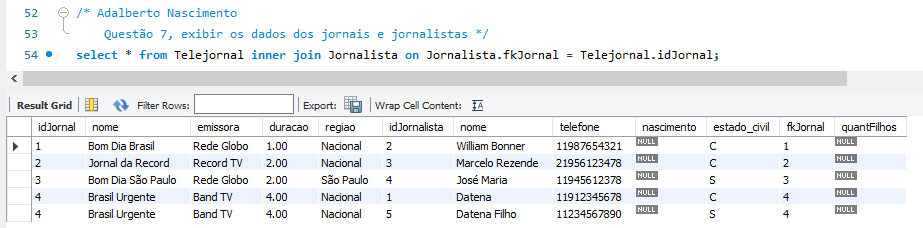 52 /* Adalberto Nascimento
53 Questão 7, exibir os dados dos jornais e jornalistas */
54 select * from Telejornal inner join Jornalista on Jornalista.fkJornal = Telejornal.idJornal;
Result Grid Filter Rows: Export: Wrap Cell Content: IA
idJornal nome emissora duracao regiao idJornalista nome telefone nascimento estado_civil fkJornal quantFilhos
1 Bom Dia Brasil Rede Globo 1.00 Nacional 2 William Bonner 11987654321 NULL C 1 NULL
2 Jornal da Record Record TV 2.00 Nacional 3 Marcelo Rezende 21956123478 NULL C 2 NULL
3 Bom Dia São Paulo Rede Globo 2.00 São Paulo 4 José Maria 11945612378 NULL S 3 NULL
4 Brasil Urgente Band TV 4.00 Nacional 1 Datena 11912345678 NULL C 4 NULL
4 Brasil Urgente Band TV 4.00 Nacional 5 Datena Filho 11234567890 NULL S 4 NULL